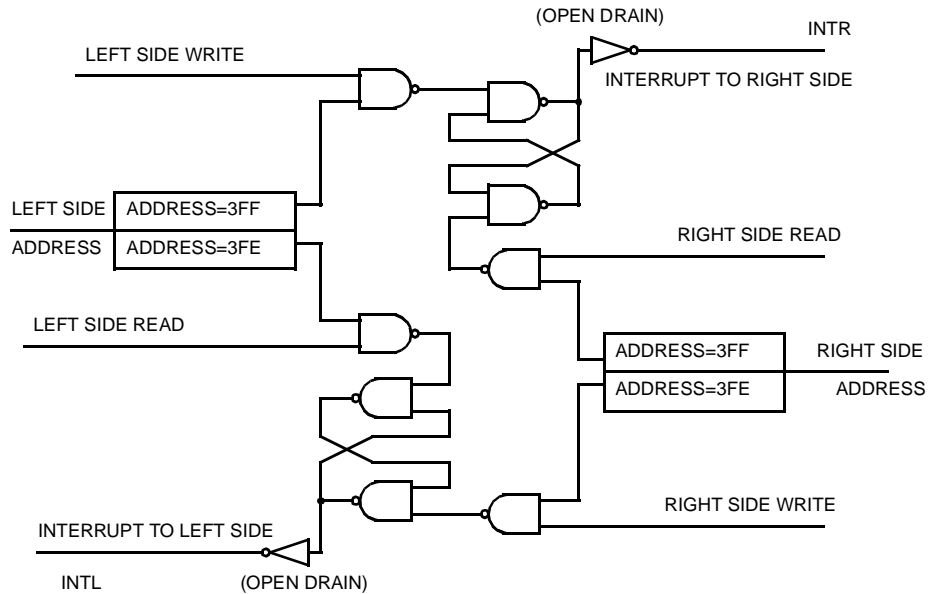 (OPEN DRAIN)
INTR
LEFT SIDE WRITE
INTERRUPT TO RIGHT SIDE
LEFT SIDE
ADDRESS
ADDRESS=3FF
ADDRESS=3FE
RIGHT SIDE READ
LEFT SIDE READ
ADDRESS=3FF
ADDRESS=3FE
RIGHT SIDE
ADDRESS
RIGHT SIDE WRITE
INTERRUPT TO LEFT SIDE
INTL
(OPEN DRAIN)